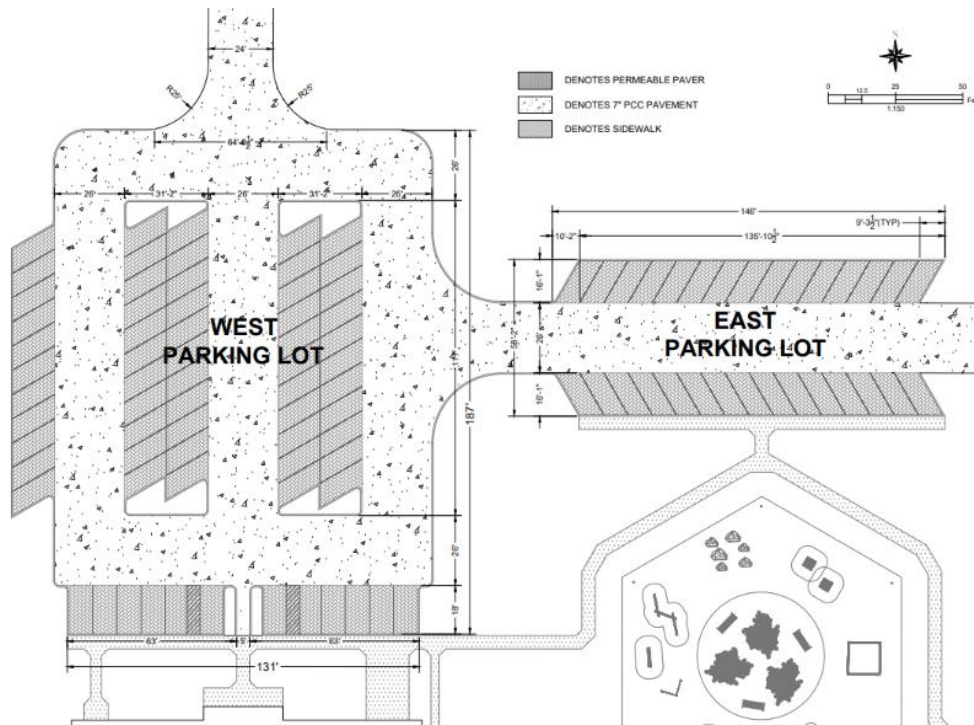 24'
R25'
R25'
DENOTES PERMEABLE PAVER
DENOTES 7" PCC PAVEMENT
DENOTES SIDEWALK
0
12.5
25
50
1:150
26'
26'
31'-2"
26'
31'-2"
26'
146'
9'-3½"(TYP)
10'-2"
135'-10½"
16'-1"
WEST
PARKING LOT
EAST
PARKING LOT
26'
58'-2"
187'
16'-1"
26'
18'
63'
5'
63'
131'